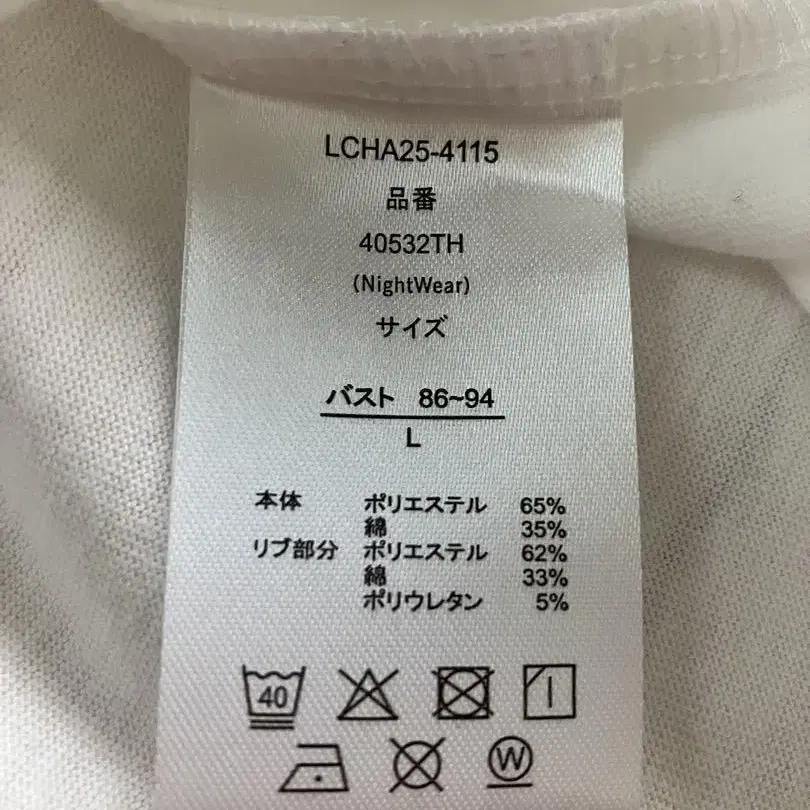 LCHA25-4115
品番
40532TH
(NightWear)
サイズ
バスト 86~94
L
本体 ポリエステル 65%
綿 35%
リブ部分 ポリエステル 62%
綿 33%
ポリウレタン 5%
40
W